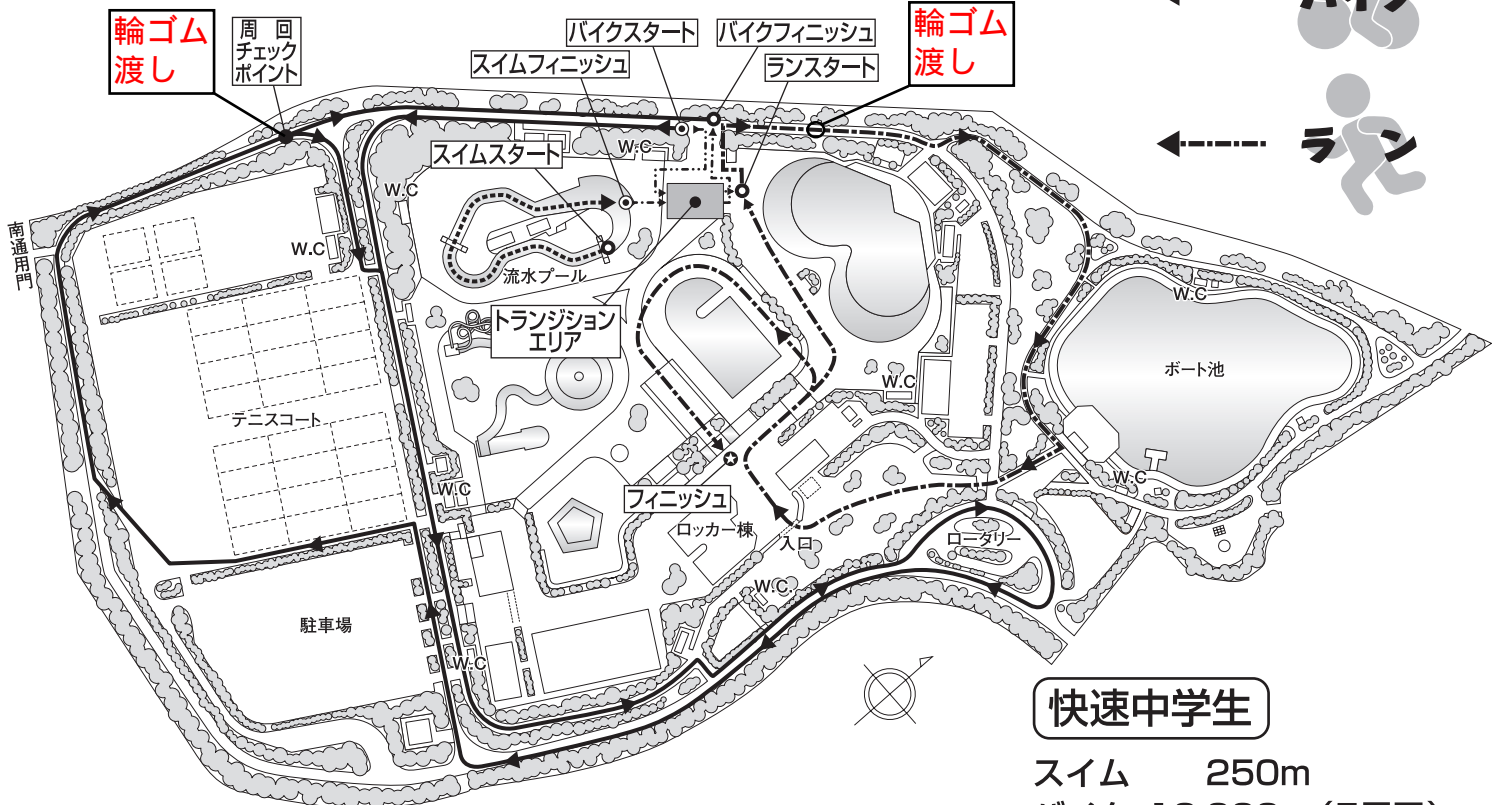 輪ゴム
渡し
周回
チェック
ポイント
バイクスタート
バイクフィニッシュ
輪ゴム
渡し
スイムフィニッシュ
ランスタート
スイムスタート
W.C
W.C
W.C
南通用門
流水プール
トランジション
エリア
ラン
W.C
ボート池
W.C
テニスコート
W.C
W.C
フィニッシュ
ロッカー棟
入口
ロータリー
W.C.
駐車場
W.C
快速中学生
スイム 250m